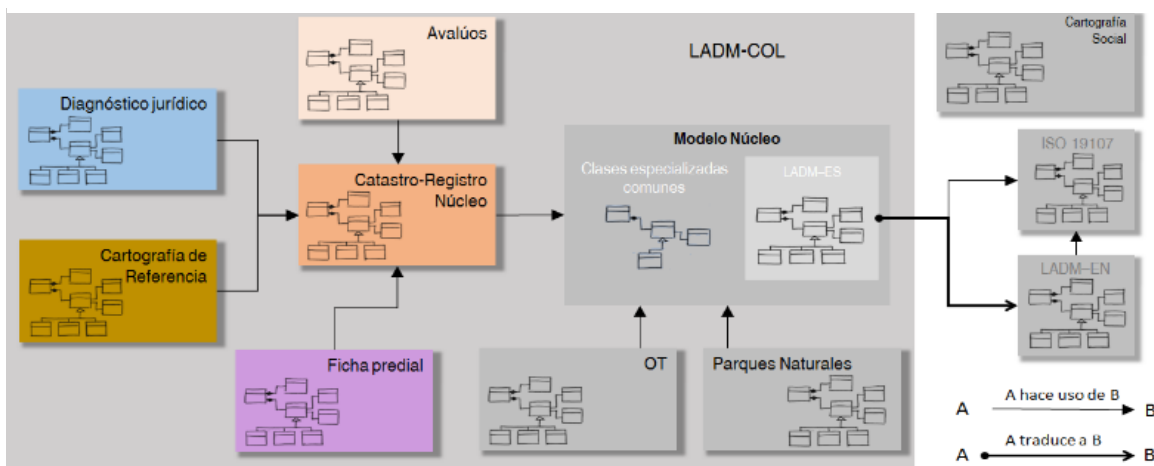 Avalúos
LADM-COL
Cartografía
Social
Diagnóstico jurídico
Modelo Núcleo
ISO 19107
Clases especializadas
comunes
LADM-ES
Catastro-Registro
Núcleo
Cartografía de
Referencia
LADM-EN
Ficha predial
OT
Parques Naturales
A hace uso de B
A
B
A traduce a B
A
B